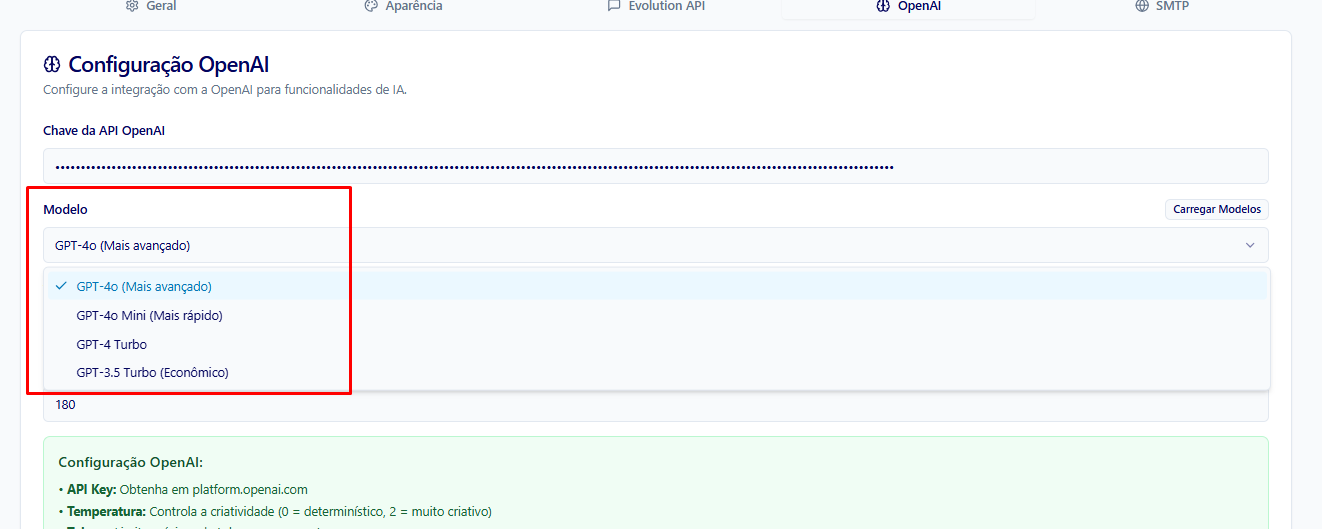 Geral Aparência Evolution API OpenAI SMTP
Configuração OpenAI
Configure a integração com a OpenAI para funcionalidades de IA.
Chave da API OpenAI
••••••••••••••••••••••••••••••••••••••••••••••••••••••••••••••••••••••••••••••••••••••••••••••••••••••••••••••••••••••••••••••••••••••••••••••••••••••••••••••••••••
Modelo Carregar Modelos
GPT-4o (Mais avançado)
GPT-4o (Mais avançado)
GPT-4o Mini (Mais rápido)
GPT-4 Turbo
GPT-3.5 Turbo (Econômico)
180
Configuração OpenAI:
• API Key: Obtenha em platform.openai.com
• Temperatura: Controla a criatividade (0 = determinístico, 2 = muito criativo)